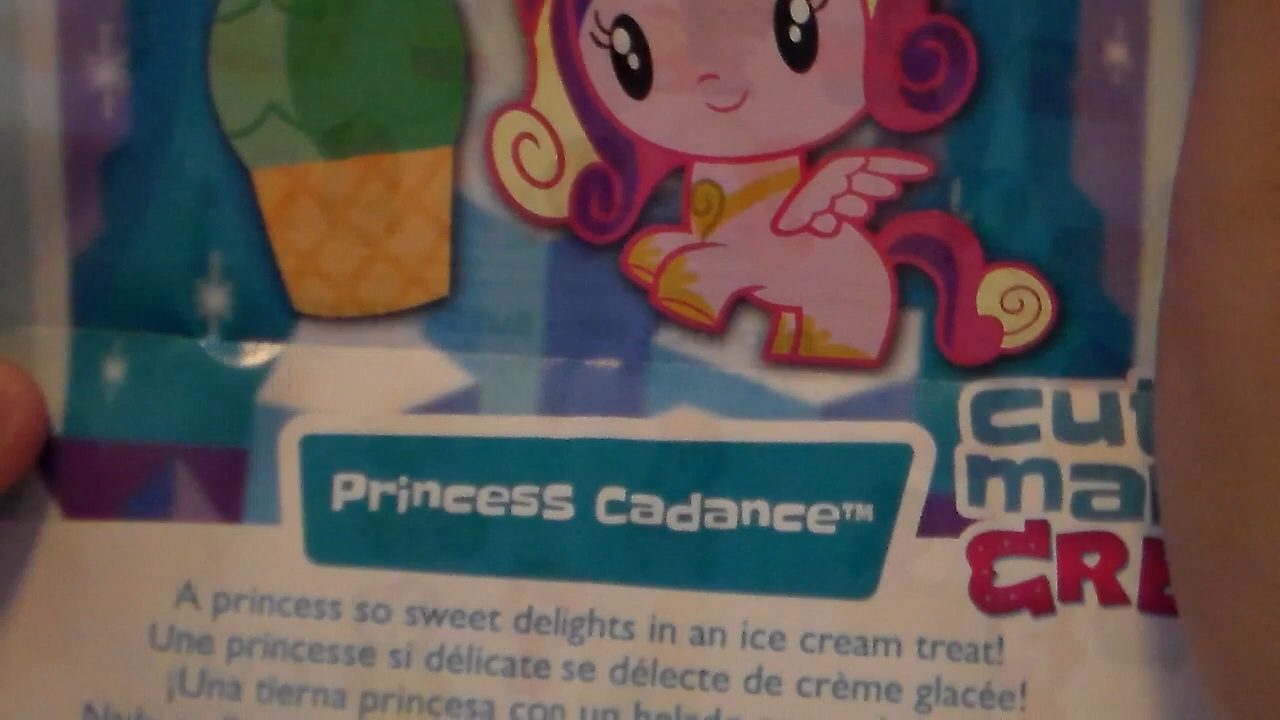 Princess Cadance™
cut
ma
CRE
A princess so sweet delights in an ice cream treat!
Une princesse si délicate se délecte de crème glacée!
¡Una tierna princesa con un helado